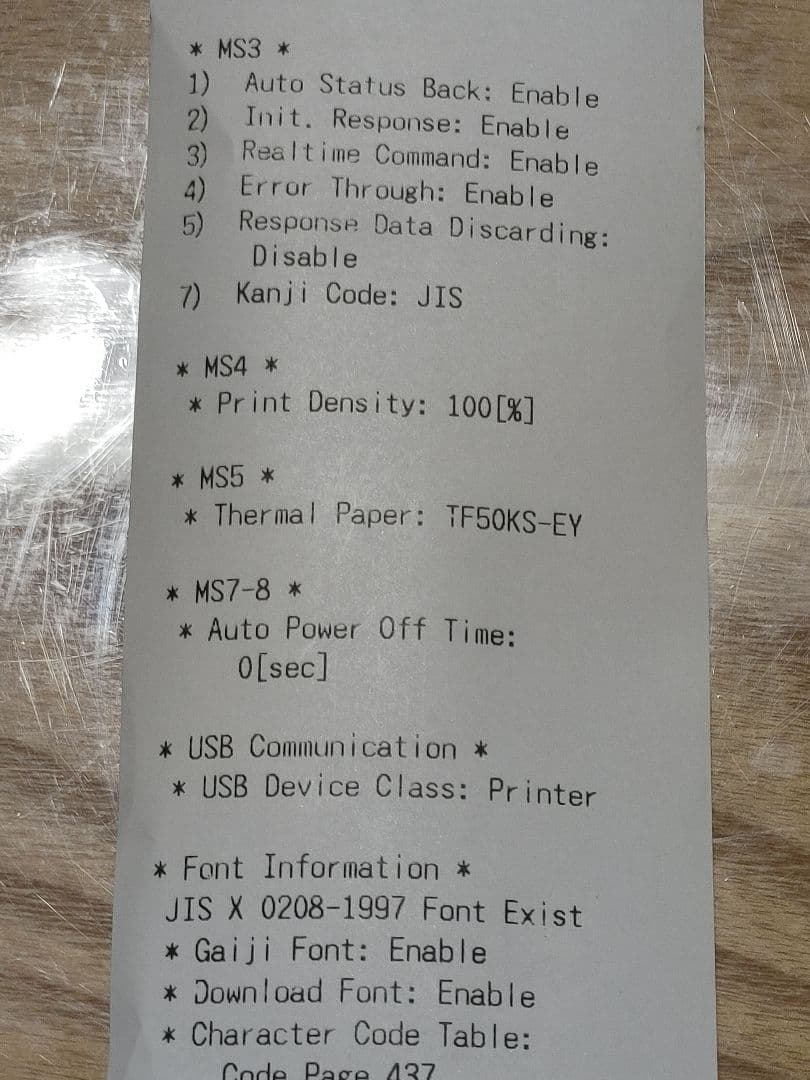 * MS3 *
1) Auto Status Back: Enable
2) Init. Response: Enable
3) Realtime Command: Enable
4) Error Through: Enable
5) Response Data Discarding:
Disable
7) Kanji Code: JIS
* MS4 *
* Print Density: 100[%]
* MS5 *
* Thermal Paper: TF50KS-EY
* MS7-8 *
* Auto Power Off Time:
0[sec]
* USB Communication *
* USB Device Class: Printer
* Font Information *
JIS X 0208-1997 Font Exist
* Gaiji Font: Enable
* Download Font: Enable
* Character Code Table:
Code Page 437